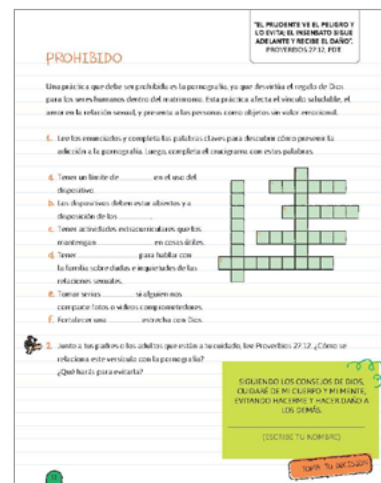 "EL PRUDENTE VE EL PELIGRO Y
LO EVITA; EL INSENSATO SIGUE
ADELANTE Y RECIBE EL DAÑO".
PROVERBIOS 27:12, PDT
PROHIBIDO
Una práctica que debe ser prohibida es la pornografía, ya que desvirtúa el regalo de Dios
para los seres humanos dentro del matrimonio. Esta práctica afecta el vínculo saludable, el
amor en la relación sexual, y presenta a las personas como objetos sin valor emocional.
1. Lee los enunciados y completa las palabras claves para descubrir cómo prevenir la
adicción a la pornografía. Luego, completa el crucigrama con estas palabras.
a. Tener un límite de __________ en el uso del
dispositivo.
b. Los dispositivos deben estar abiertos y a
disposición de los __________.
c. Tener actividades extracurriculares que los
mantengan __________ en cosas útiles.
d. Tener __________ para hablar con
la familia sobre dudas e inquietudes de las
relaciones sexuales.
e. Tomar serias __________ si alguien nos
comparte fotos o videos comprometedores.
f. Fortalecer una __________ estrecha con Dios.
2. Junto a tus padres o los adultos que están a tu cuidado, lee Proverbios 27:12. ¿Cómo se
relaciona este versículo con la pornografía?
¿Qué harás para evitarla?
SIGUIENDO LOS CONSEJOS DE DIOS,
CUIDARÉ DE MI CUERPO Y MI MENTE,
EVITANDO HACERME Y HACER DAÑO A
LOS DEMÁS.
(ESCRIBE TU NOMBRE)
TOMA TU DECISIÓN